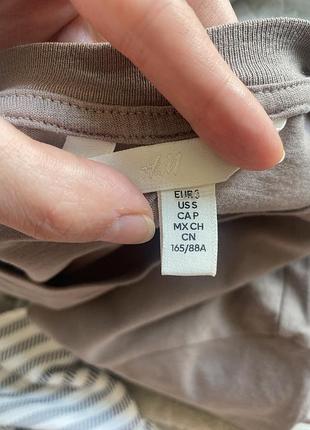 H&M
EUR S
US S
CA P
MX CH
CN
165/88A